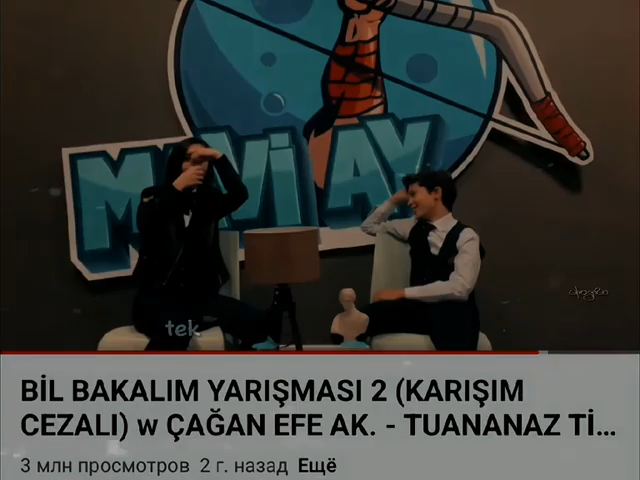 MAVİ AY
tek
BİL BAKALIM YARIŞMASI 2 (KARIŞIM
CEZALI) w ÇAĞAN EFE AK. - TUANANAZ Tİ...
3 млн просмотров 2 г. назад Ещё